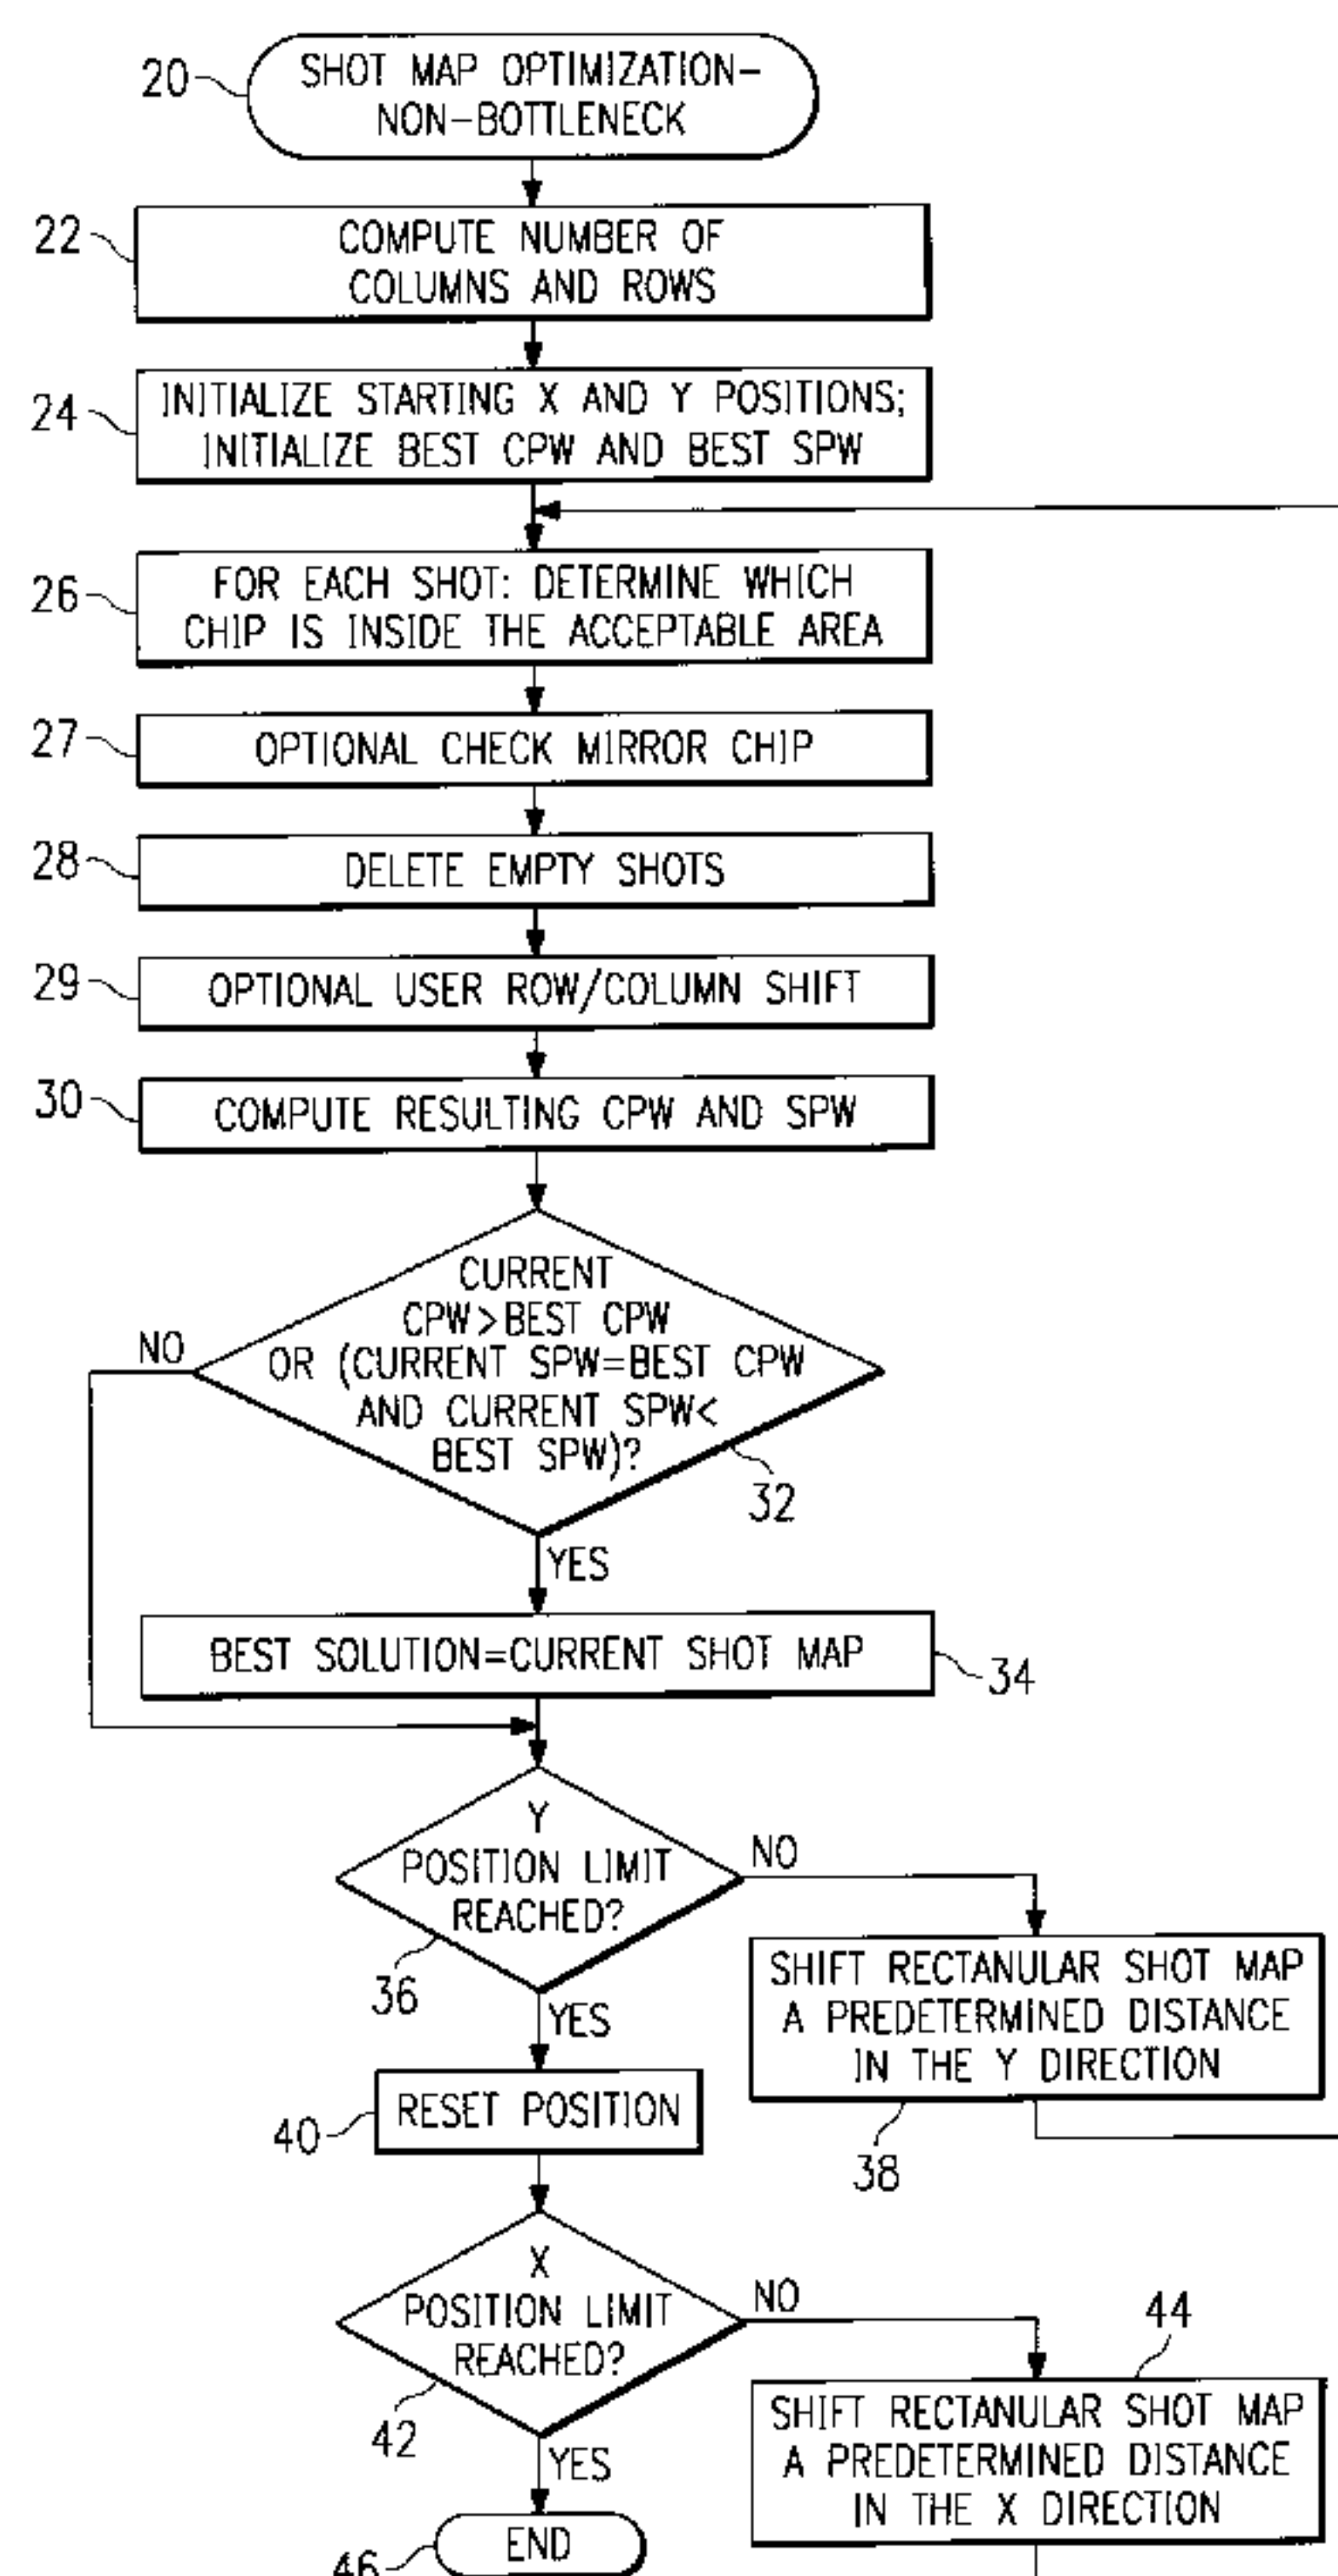 20
SHOT MAP OPTIMIZATION-
NON-BOTTLENECK
22
COMPUTE NUMBER OF
COLUMNS AND ROWS
24
INITIALIZE STARTING X AND Y POSITIONS;
INITIALIZE BEST CPW AND BEST SPW
26
FOR EACH SHOT: DETERMINE WHICH
CHIP IS INSIDE THE ACCEPTABLE AREA
27
OPTIONAL CHECK MIRROR CHIP
28
DELETE EMPTY SHOTS
29
OPTIONAL USER ROW/COLUMN SHIFT
30
COMPUTE RESULTING CPW AND SPW
CURRENT
CPW>BEST CPW
OR (CURRENT SPW=BEST CPW
AND CURRENT SPW<
BEST SPW)?
NO
32
YES
BEST SOLUTION=CURRENT SHOT MAP
34
Y
POSITION LIMIT
REACHED?
NO
36
YES
SHIFT RECTANULAR SHOT MAP
A PREDETERMINED DISTANCE
IN THE Y DIRECTION
38
RESET POSITION
40
X
POSITION LIMIT
REACHED?
NO
42
YES
44
SHIFT RECTANULAR SHOT MAP
A PREDETERMINED DISTANCE
IN THE X DIRECTION
END
46